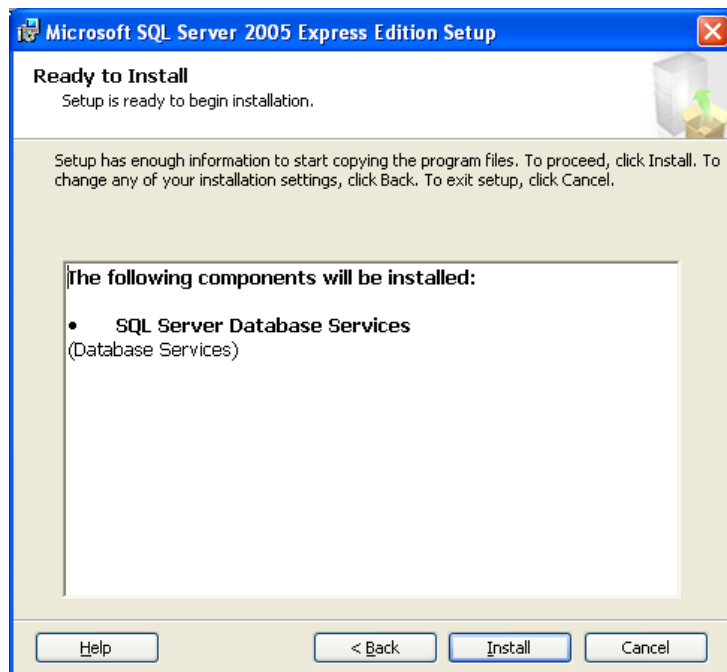 Microsoft SQL Server 2005 Express Edition Setup
Ready to Install
Setup is ready to begin installation.
Setup has enough information to start copying the program files. To proceed, click Install. To
change any of your installation settings, click Back. To exit setup, click Cancel.
The following components will be installed:
• SQL Server Database Services
(Database Services)
Help < Back Install Cancel